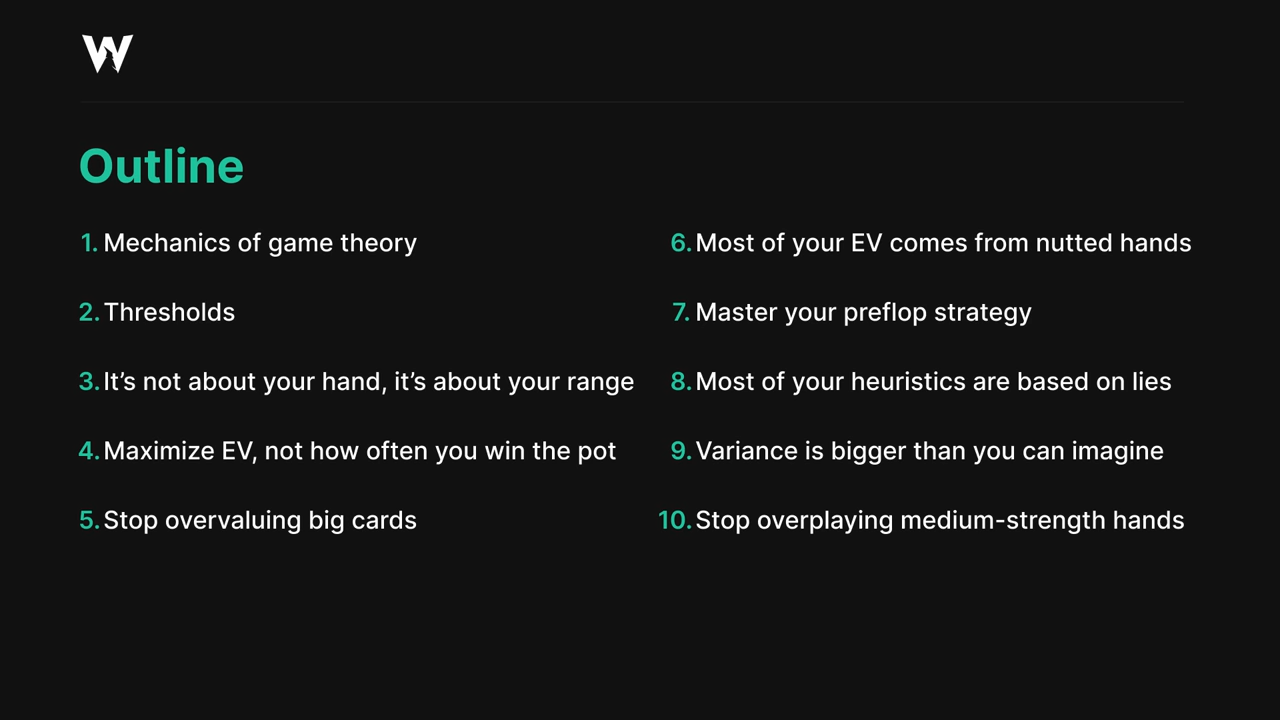 W
Outline
1. Mechanics of game theory
2. Thresholds
3. It’s not about your hand, it’s about your range
4. Maximize EV, not how often you win the pot
5. Stop overvaluing big cards
6. Most of your EV comes from nutted hands
7. Master your preflop strategy
8. Most of your heuristics are based on lies
9. Variance is bigger than you can imagine
10. Stop overplaying medium-strength hands